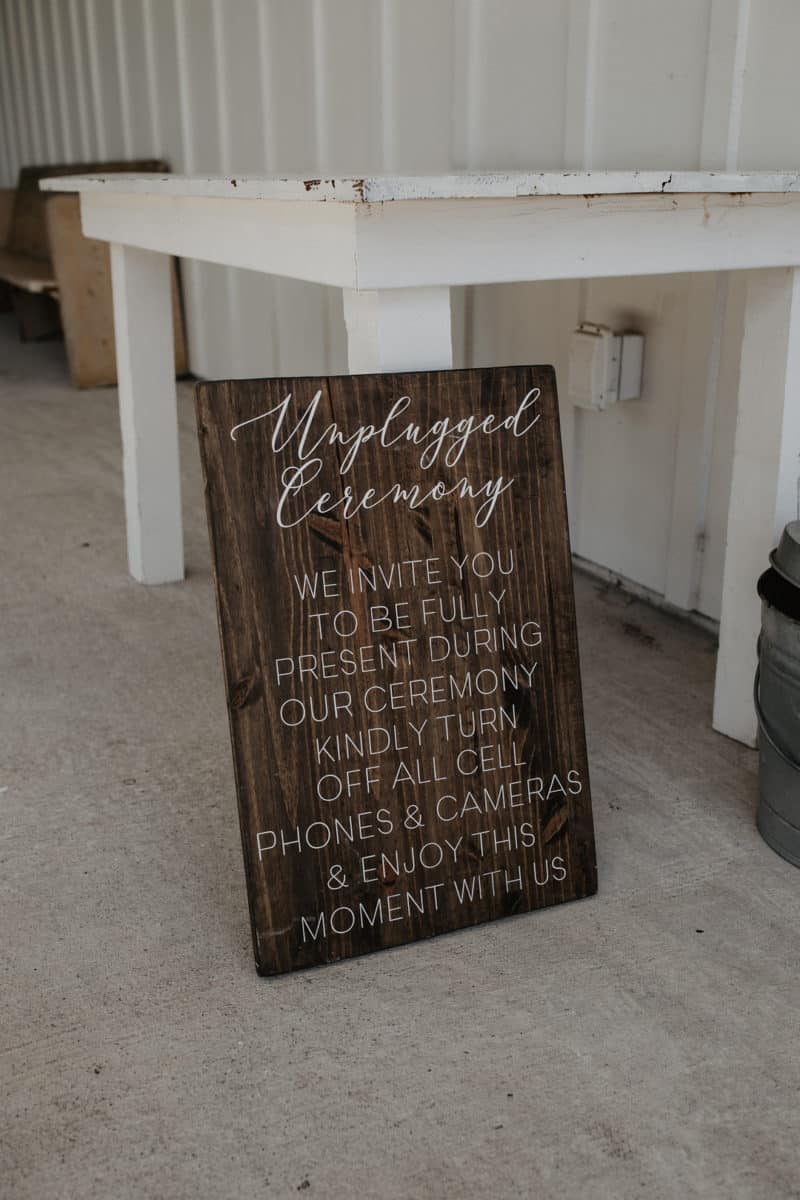 Unplugged
Ceremony
WE INVITE YOU
TO BE FULLY
PRESENT DURING
OUR CEREMONY
KINDLY TURN
OFF ALL CELL
PHONES & CAMERAS
& ENJOY THIS
MOMENT WITH US